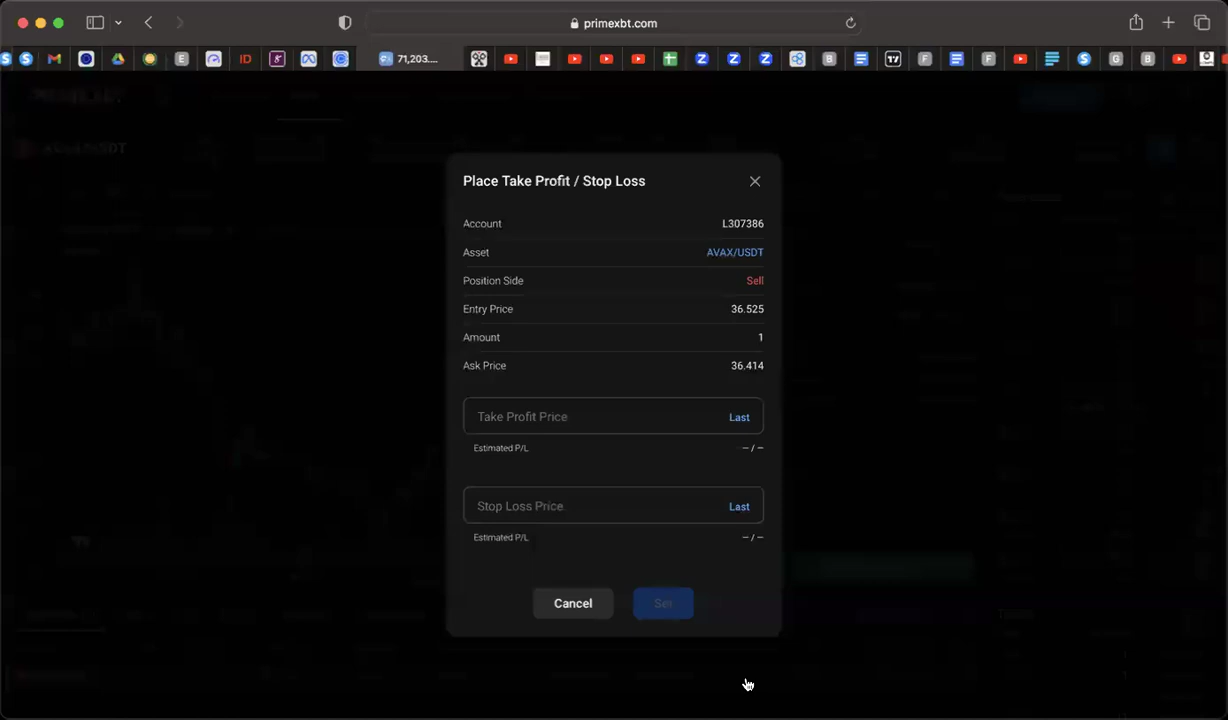 primexbt.com
71,203....
Place Take Profit / Stop Loss
Account L307386
Asset AVAX/USDT
Position Side Sell
Entry Price 36.525
Amount 1
Ask Price 36.414
Take Profit Price Last
Estimated P/L – / –
Stop Loss Price Last
Estimated P/L – / –
Cancel Set